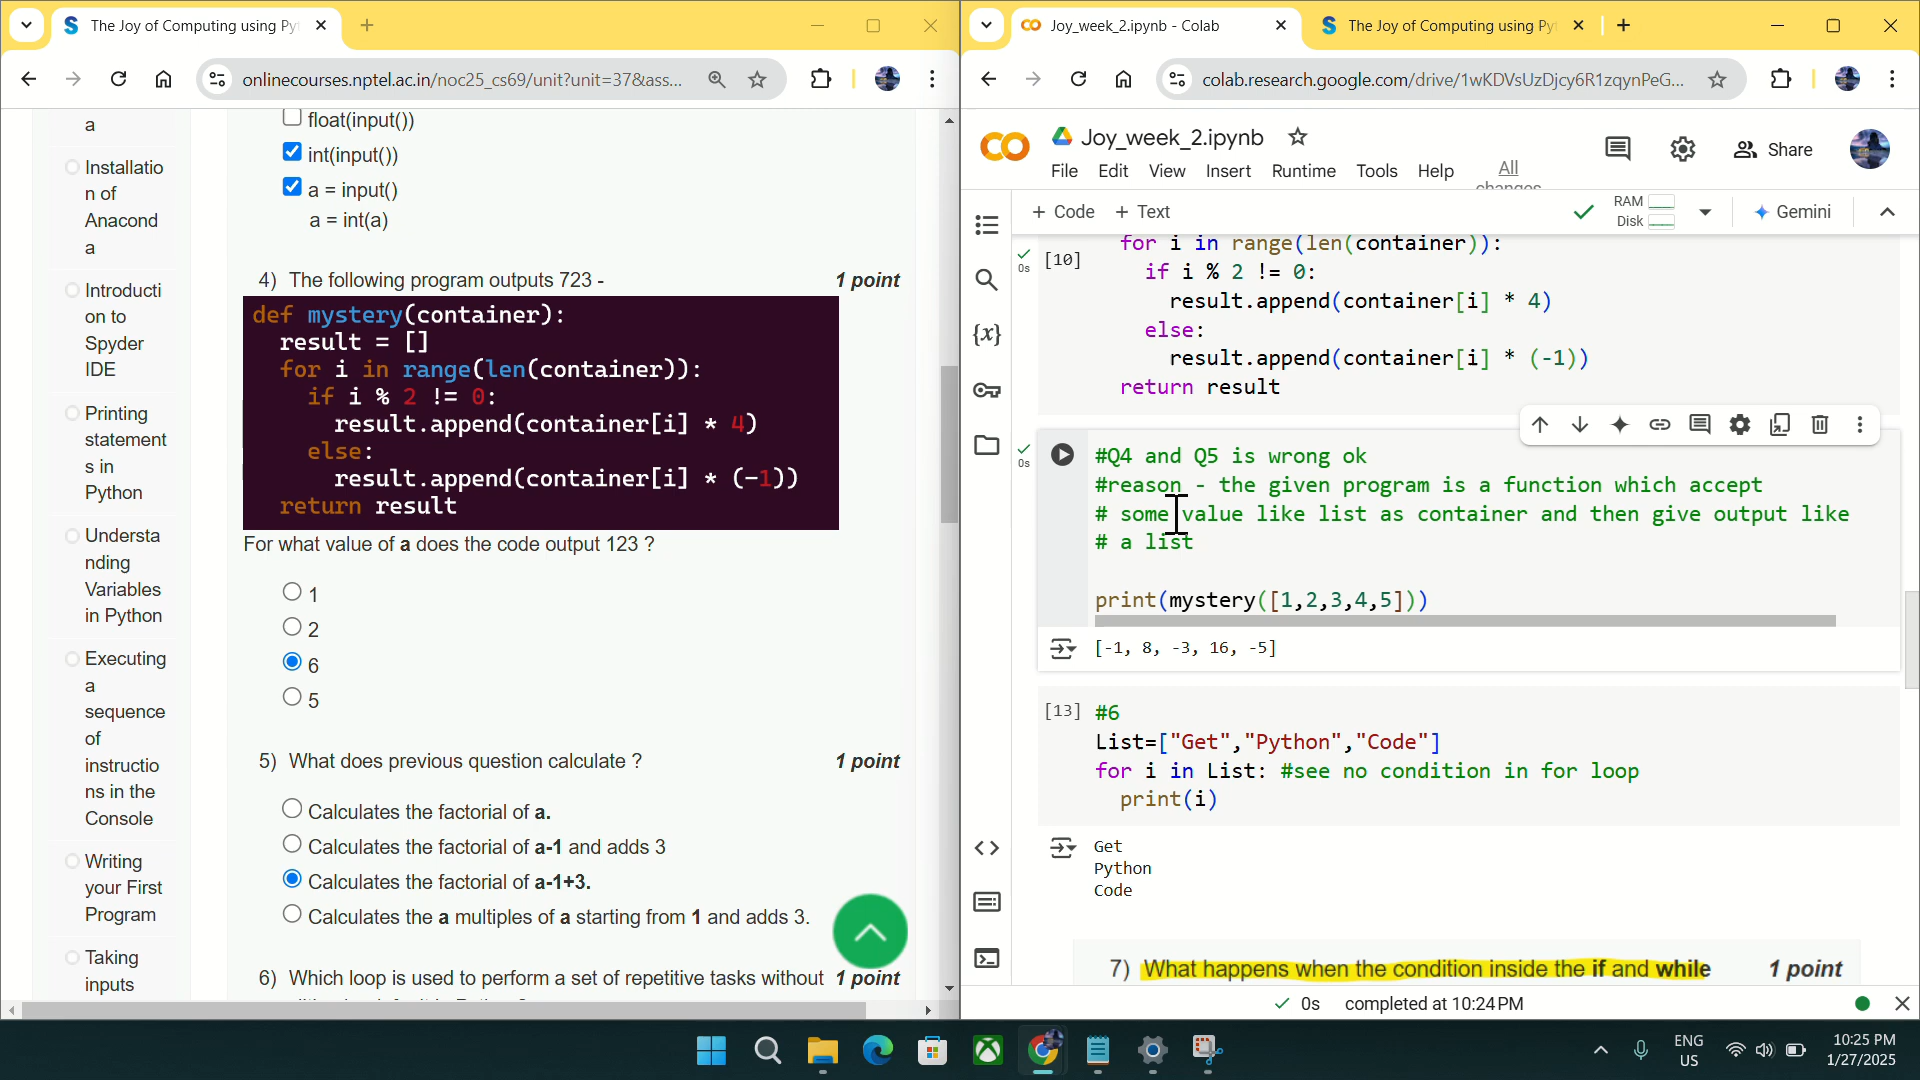 The Joy of Computing using Py
onlinecourses.nptel.ac.in/noc25_cs69/unit?unit=37&ass...
a
Installatio
n of
Anacond
a
Introducti
on to
Spyder
IDE
Printing
statement
s in
Python
Understa
nding
Variables
in Python
Executing
a
sequence
of
instructio
ns in the
Console
Writing
your First
Program
Taking
inputs
float(input())
int(input())
a = input()
a = int(a)
4) The following program outputs 723 -
1 point
def mystery(container):
result = []
for i in range(len(container)):
if i % 2 != 0:
result.append(container[i] * 4)
else:
result.append(container[i] * (-1))
return result
For what value of a does the code output 123 ?
1
2
6
5
5) What does previous question calculate ?
1 point
Calculates the factorial of a.
Calculates the factorial of a-1 and adds 3
Calculates the factorial of a-1+3.
Calculates the a multiples of a starting from 1 and adds 3.
6) Which loop is used to perform a set of repetitive tasks without
1 point
Joy_week_2.ipynb - Colab
The Joy of Computing using Py
colab.research.google.com/drive/1wKDVsUzDjcy6R1zqynPeG...
Joy_week_2.ipynb
File Edit View Insert Runtime Tools Help
All
changes
Share
+ Code + Text
RAM
Disk
Gemini
0s
[10]
for i in range(len(container)):
if i % 2 != 0:
result.append(container[i] * 4)
else:
result.append(container[i] * (-1))
return result
0s
#Q4 and Q5 is wrong ok
#reason - the given program is a function which accept
# some value like list as container and then give output like
# a list
print(mystery([1,2,3,4,5]))
[-1, 8, -3, 16, -5]
[13]
#6
List=["Get","Python","Code"]
for i in List: #see no condition in for loop
print(i)
Get
Python
Code
7) What happens when the condition inside the if and while
1 point
0s completed at 10:24 PM
ENG
US
10:25 PM
1/27/2025